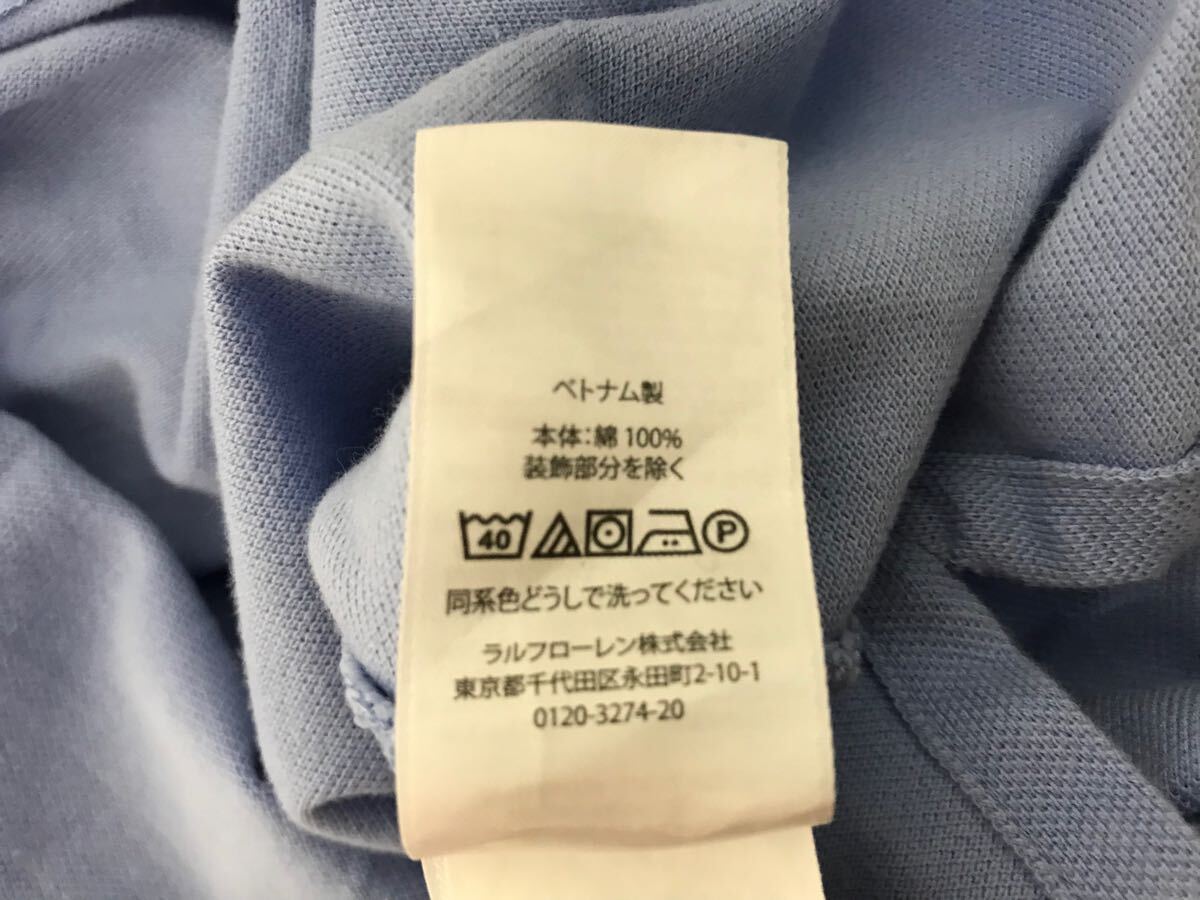 ベトナム製
本体:綿 100%
装飾部分を除く
40 P
同系色どうしで洗ってください
ラルフローレン株式会社
東京都千代田区永田町2-10-1
0120-3274-20